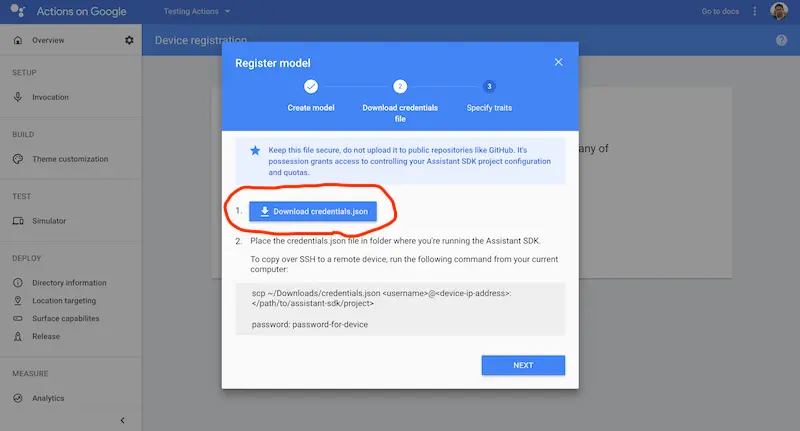 Actions on Google
Testing Actions
Go to docs
Overview
Device registration
SETUP
Invocation
BUILD
Theme customization
TEST
Simulator
DEPLOY
Directory information
Location targeting
Surface capabilites
Release
MEASURE
Analytics
Register model
2
3
Create model
Download credentials
file
Specify traits
Keep this file secure, do not upload it to public repositories like GitHub. It's
possession grants access to controlling your Assistant SDK project configuration
and quotas.
any of
1.
Download credentials.json
2. Place the credentials.json file in folder where you're running the Assistant SDK.
To copy over SSH to a remote device, run the following command from your current
computer:
scp ~/Downloads/credentials.json <username>@<device-ip-address>:
</path/to/assistant-sdk/project>
password: password-for-device
NEXT